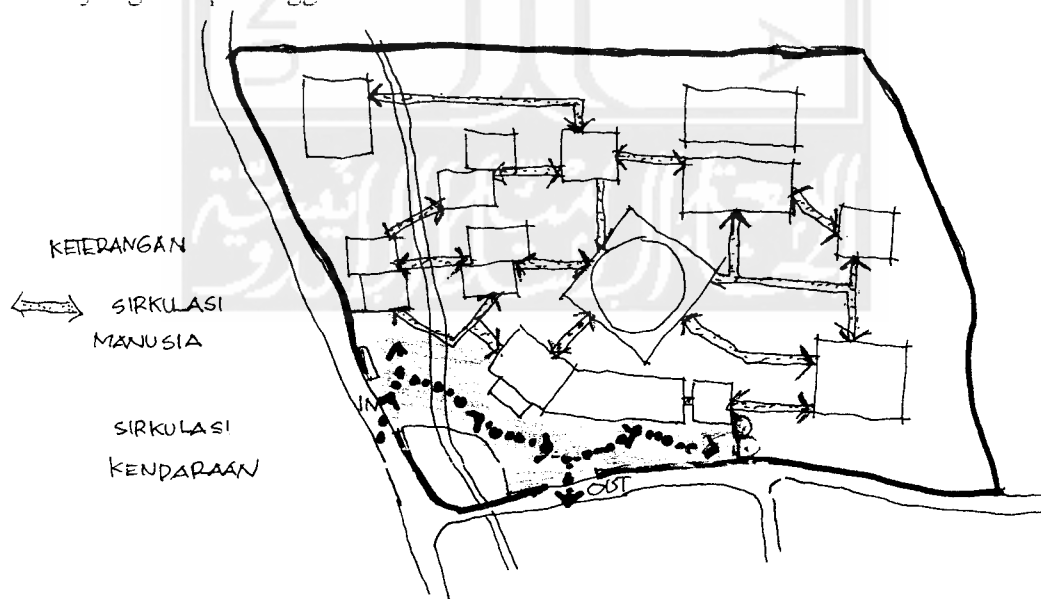 KETERANGAN
SIRKULASI
MANUSIA
IN
SIRKULASI
KENDARAAN
OUT